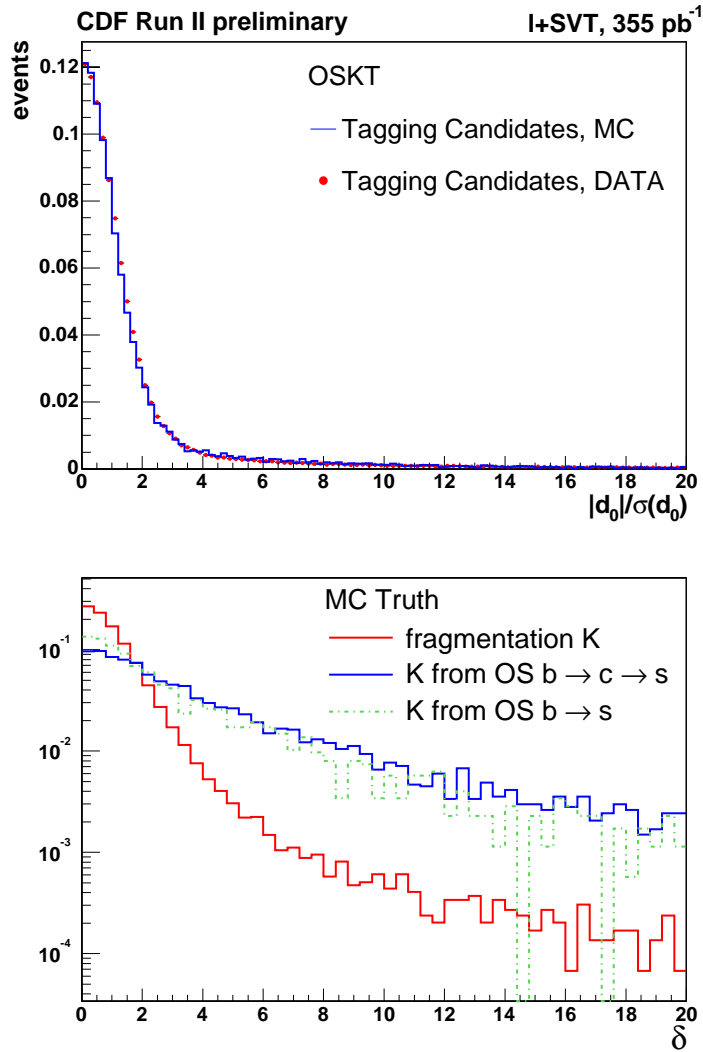 CDF Run II preliminary l+SVT, 355 pb⁻¹
events
OSKT
Tagging Candidates, MC
Tagging Candidates, DATA
0.12
0.1
0.08
0.06
0.04
0.02
0
0 2 4 6 8 10 12 14 16 18 20
|d₀|/σ(d₀)
MC Truth
fragmentation K
K from OS b → c → s
K from OS b → s
10⁻¹
10⁻²
10⁻³
10⁻⁴
0 2 4 6 8 10 12 14 16 18 20
δ